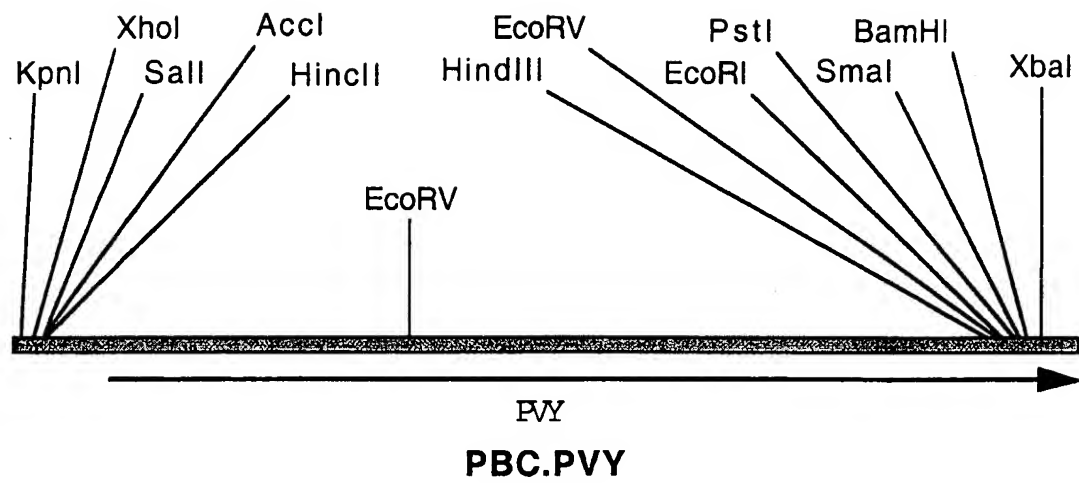 XhoI AccI EcoRV PstI BamHI
KpnI SalI HincII HindIII EcoRI SmaI XbaI
EcoRV
PVY
PBC.PVY